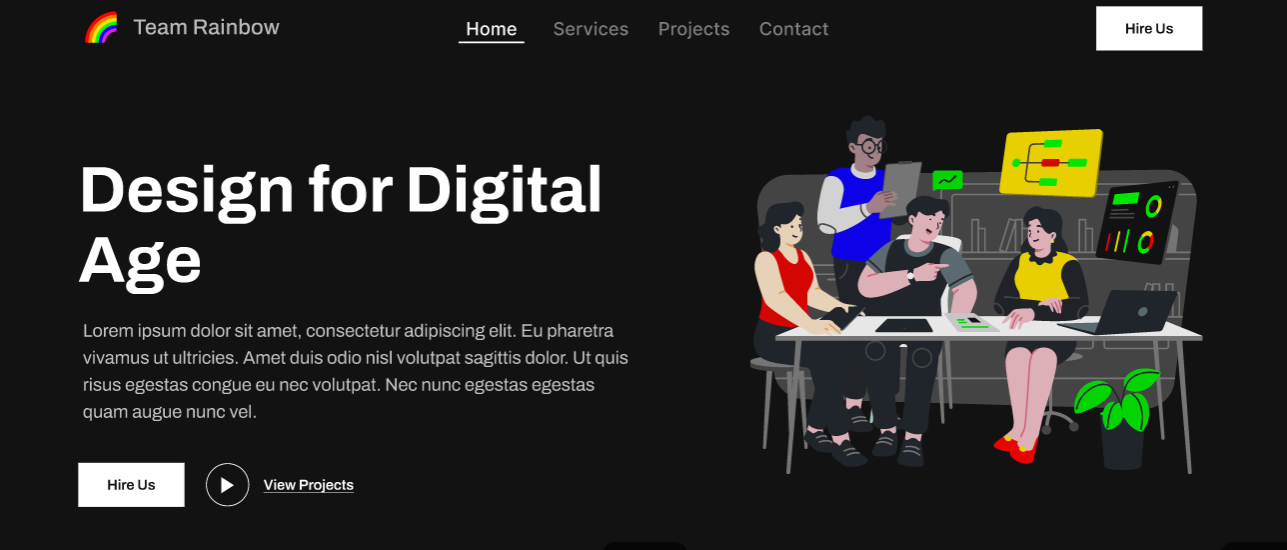 Team Rainbow
Home Services Projects Contact
Hire Us
Design for Digital
Age
Lorem ipsum dolor sit amet, consectetur adipiscing elit. Eu pharetra
vivamus ut ultricies. Amet duis odio nisl volutpat sagittis dolor. Ut quis
risus egestas congue eu nec volutpat. Nec nunc egestas egestas
quam augue nunc vel.
Hire Us
View Projects